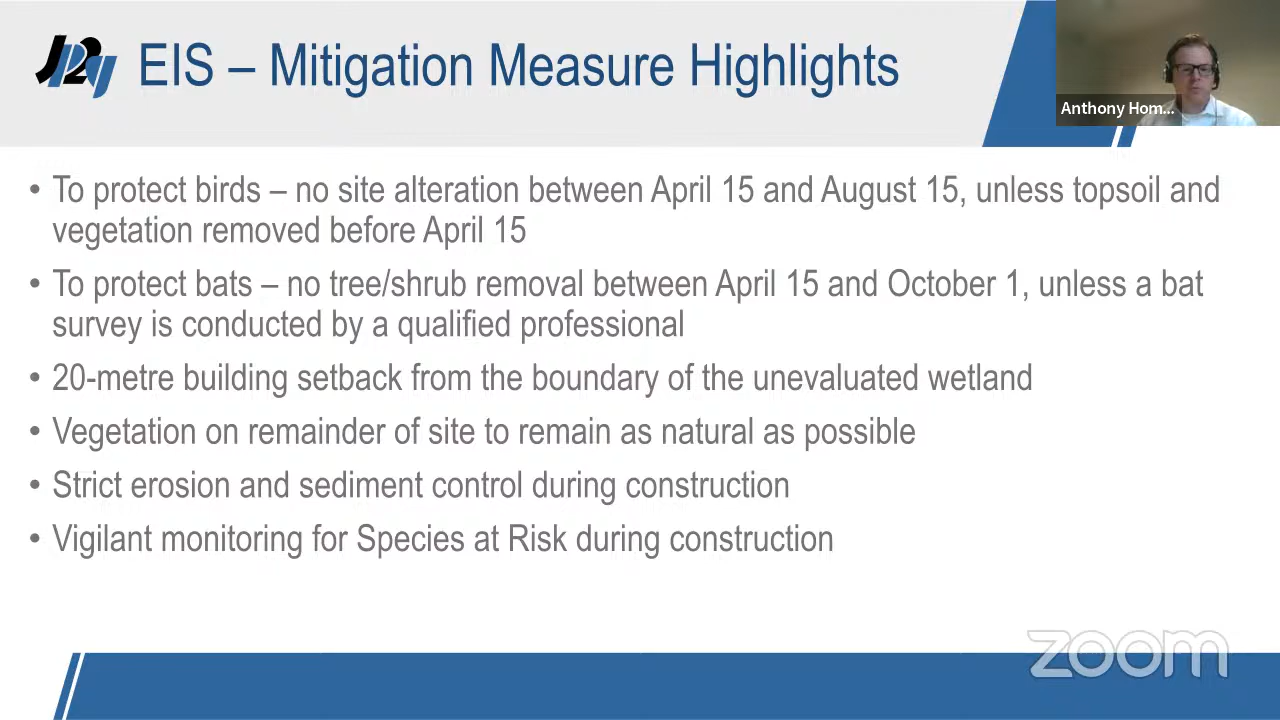 JP2g EIS – Mitigation Measure Highlights
Anthony Hom...
• To protect birds – no site alteration between April 15 and August 15, unless topsoil and
vegetation removed before April 15
• To protect bats – no tree/shrub removal between April 15 and October 1, unless a bat
survey is conducted by a qualified professional
• 20-metre building setback from the boundary of the unevaluated wetland
• Vegetation on remainder of site to remain as natural as possible
• Strict erosion and sediment control during construction
• Vigilant monitoring for Species at Risk during construction
zoom